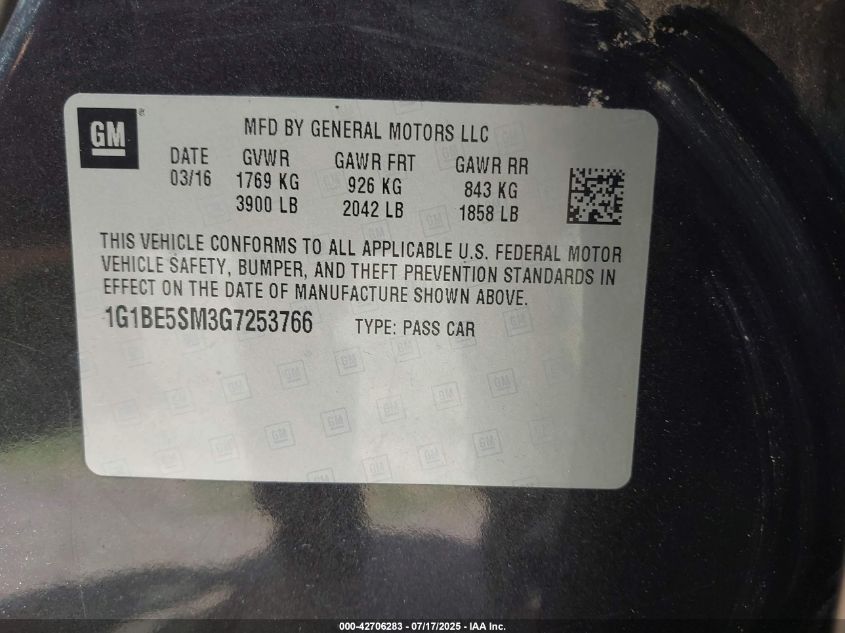 GM®
MFD BY GENERAL MOTORS LLC
DATE GVWR GAWR FRT GAWR RR
03/16 1769 KG 926 KG 843 KG
3900 LB 2042 LB 1858 LB
THIS VEHICLE CONFORMS TO ALL APPLICABLE U.S. FEDERAL MOTOR
VEHICLE SAFETY, BUMPER, AND THEFT PREVENTION STANDARDS IN
EFFECT ON THE DATE OF MANUFACTURE SHOWN ABOVE.
1G1BE5SM3G7253766 TYPE: PASS CAR
000-42706283 - 07/17/2025 - IAA Inc.